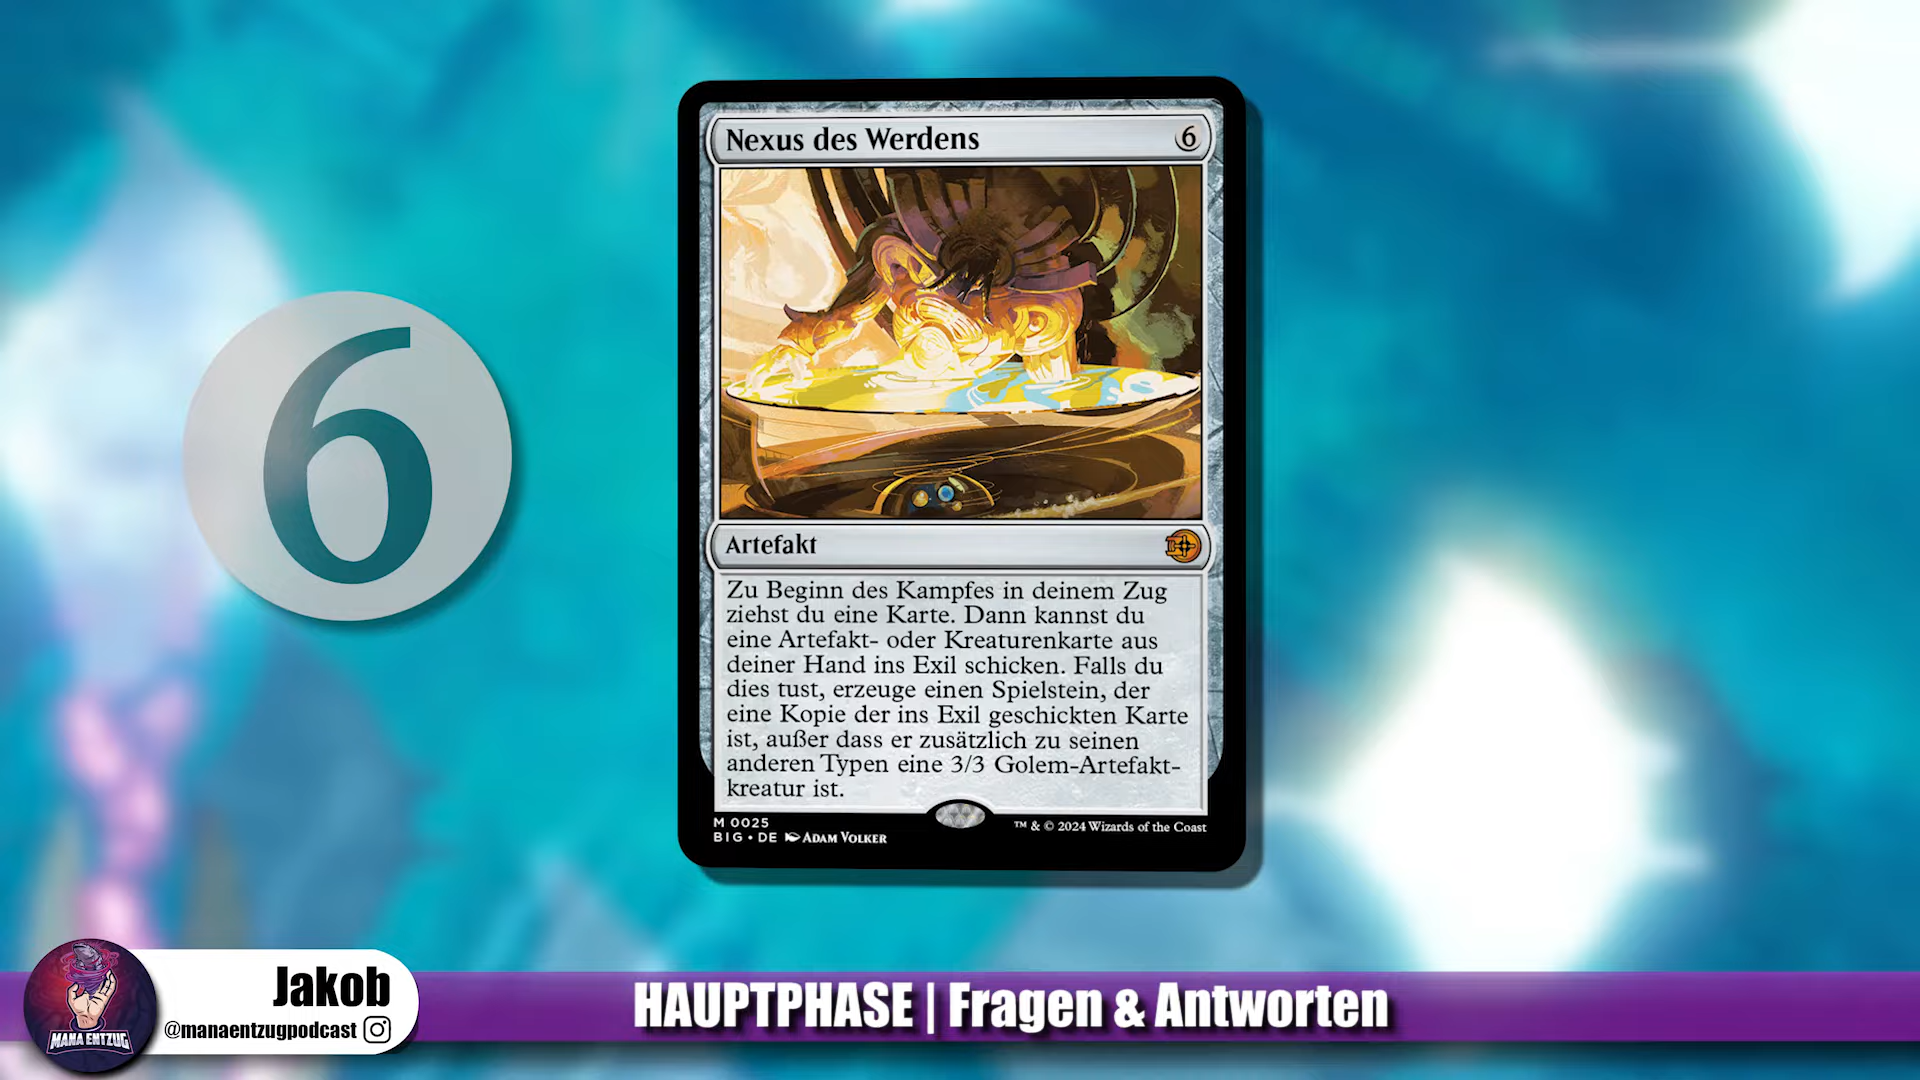 6
Nexus des Werdens 6
Artefakt
Zu Beginn des Kampfes in deinem Zug
ziehst du eine Karte. Dann kannst du
eine Artefakt- oder Kreaturenkarte aus
deiner Hand ins Exil schicken. Falls du
dies tust, erzeuge einen Spielstein, der
eine Kopie der ins Exil geschickten Karte
ist, außer dass er zusätzlich zu seinen
anderen Typen eine 3/3 Golem-Artefakt-
kreatur ist.
M 0025
BIG • DE ADAM VOLKER
™ & © 2024 Wizards of the Coast
MANA ENTZUG
Jakob
@manaentzugpodcast
HAUPTPHASE | Fragen & Antworten